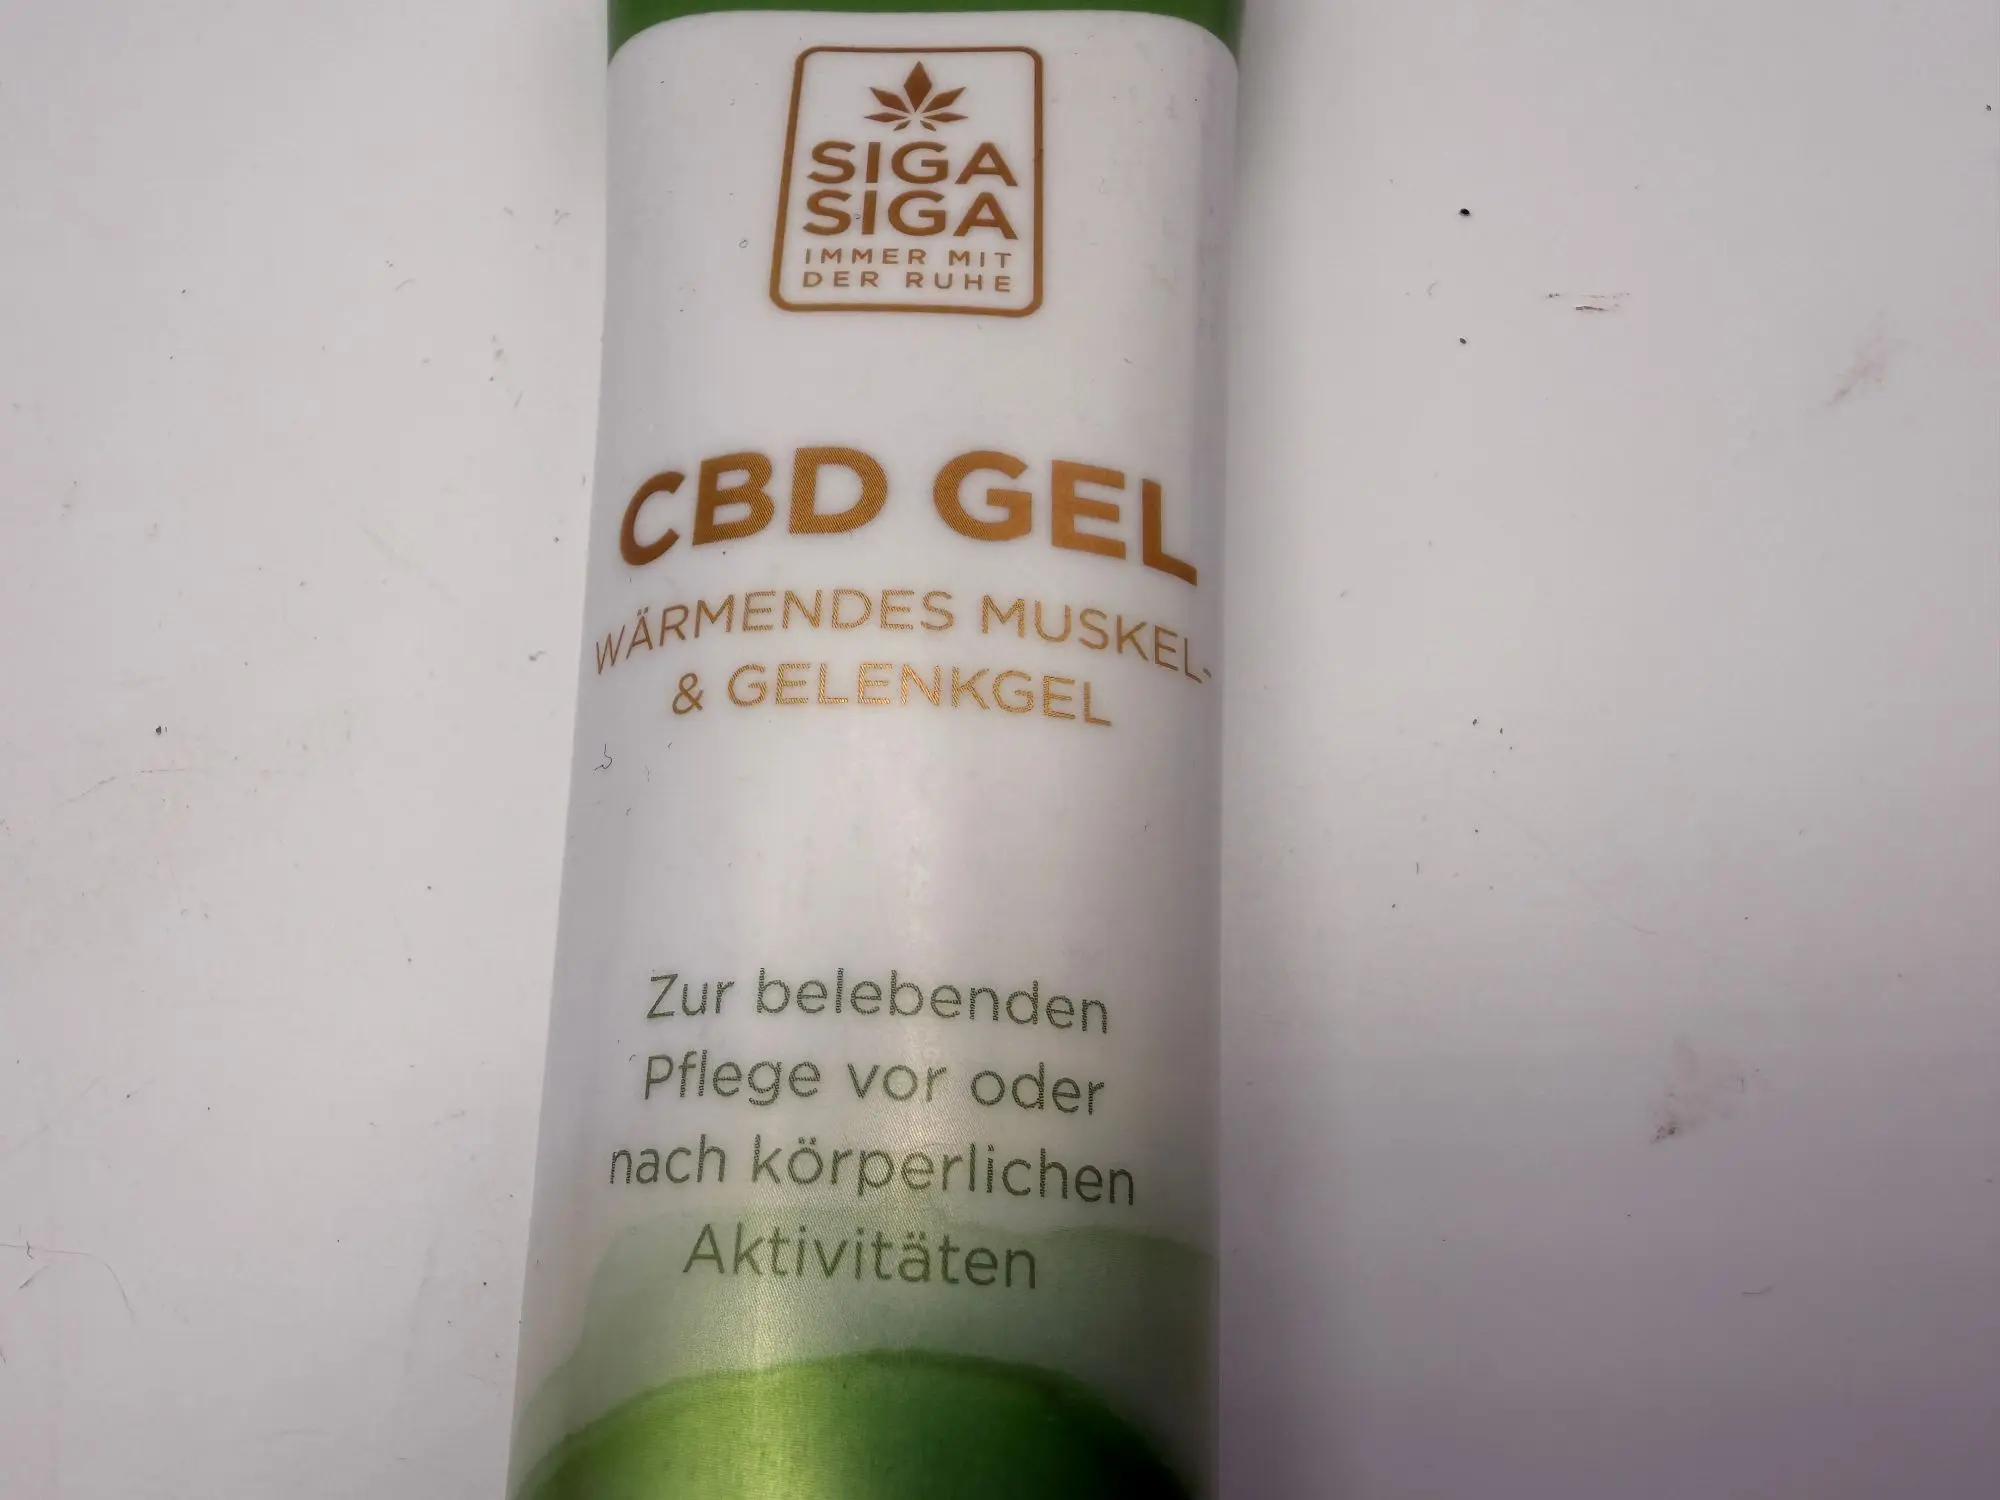 SIGA
SIGA
IMMER MIT
DER RUHE
CBD GEL
WÄRMENDES MUSKEL-
& GELENKGEL
Zur belebenden
Pflege vor oder
nach körperlichen
Aktivitäten